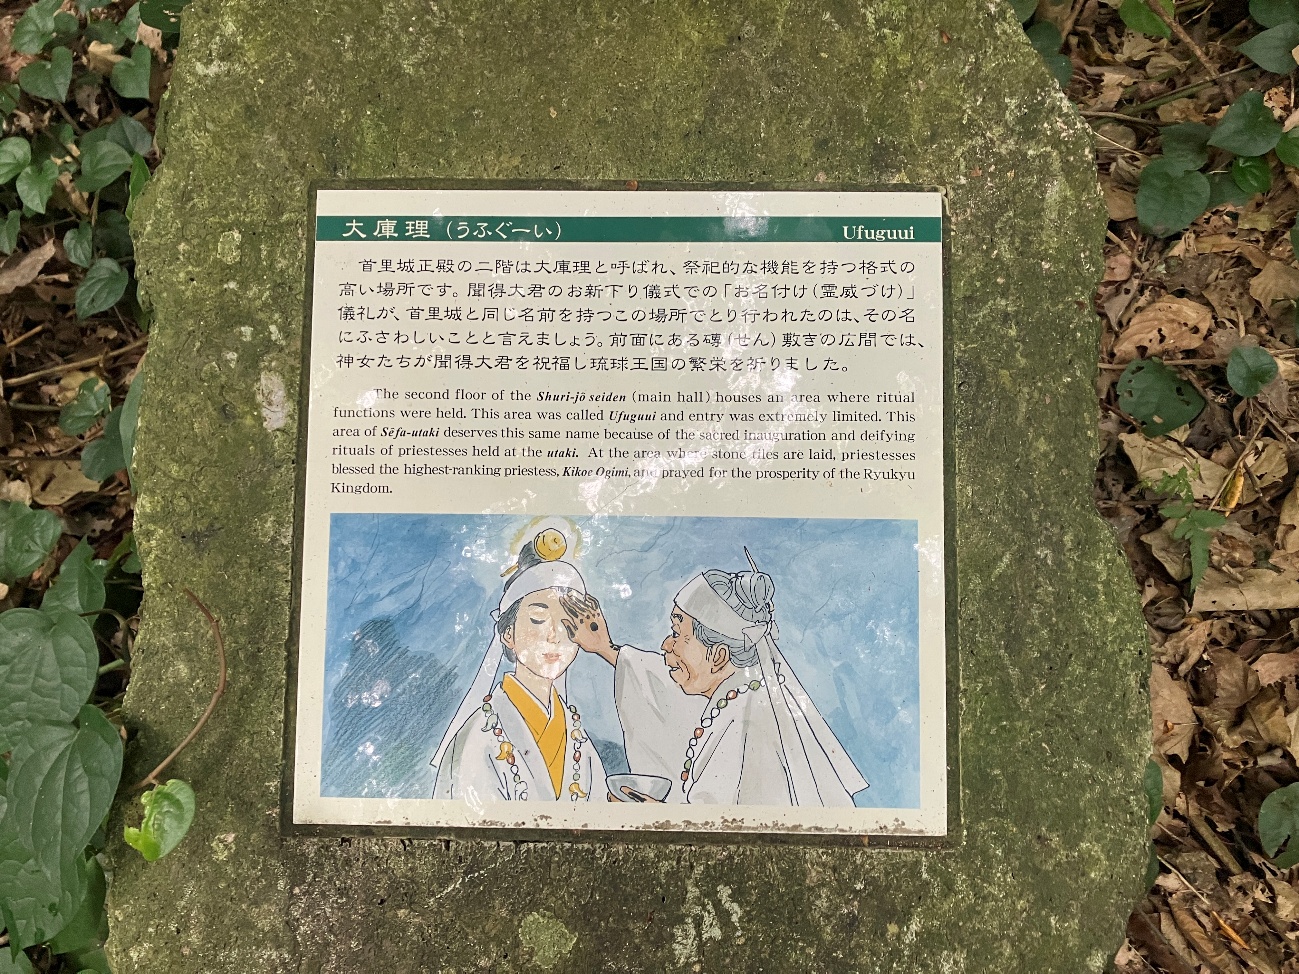 大庫理（うふぐーい）
Ufuguui
首里城正殿の二階は大庫理と呼ばれ、祭祀的な機能を持つ格式の
高い場所です。聞得大君のお新下り儀式での「お名付け（霊威づけ）」
儀礼が、首里城と同じ名前を持つこの場所でとり行われたのは、その名
にふさわしいことと言えましょう。前面にある磚（せん）敷きの広間では、
神女たちが聞得大君を祝福し琉球王国の繁栄を祈りました。
The second floor of the Shuri-jō seiden (main hall) houses an area where ritual
functions were held. This area was called Ufuguui and entry was extremely limited. This
area of Sēfa-utaki deserves this same name because of the sacred inauguration and deifying
rituals of priestesses held at the utaki. At the area where stone tiles are laid, priestesses
blessed the highest-ranking priestess, Kikoe Ogimi, and prayed for the prosperity of the Ryukyu
Kingdom.